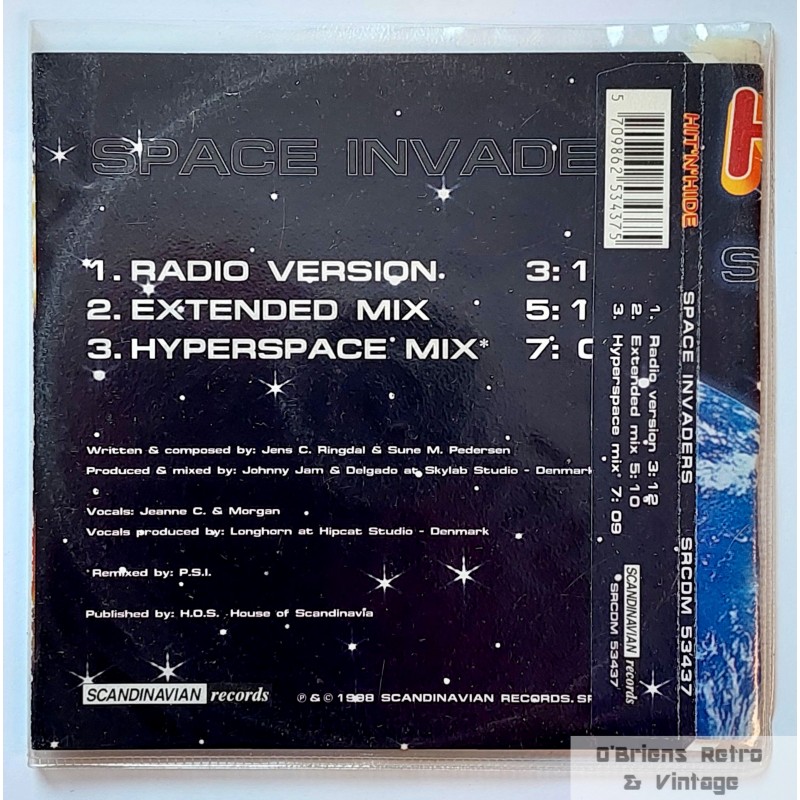 SPACE INVADE
1. RADIO VERSION 3:1
2. EXTENDED MIX 5:1
3. HYPERSPACE MIX* 7:0
Written & composed by: Jens C. Ringdal & Sune M. Pedersen
Produced & mixed by: Johnny Jam & Delgado at Skylab Studio - Denmark
Vocals: Jeanne C. & Morgan
Vocals produced by: Longhorn at Hipcat Studio - Denmark
*Remixed by: P.S.I.
Published by: H.O.S. House of Scandinavia
SCANDINAVIAN records
℗ & © 1998 SCANDINAVIAN RECORDS. SR
5 709862 534375
1. Radio version 3:12
2. Extended mix 5:10
3. Hyperspace mix* 7:09
SCANDINAVIAN records
SRCDM 53437
HIT'N'HIDE SPACE INVADERS SRCDM 53437
S
O'Briens Retro
& Vintage